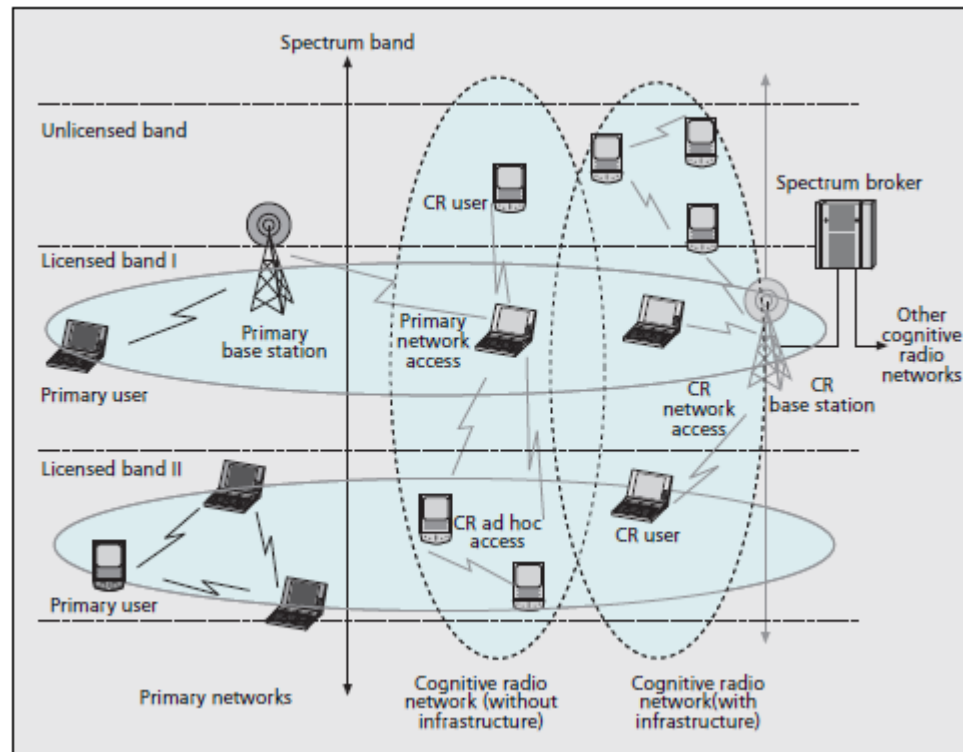 Spectrum band
Unlicensed band
CR user
Spectrum broker
Licensed band I
Primary
base station
Primary
network
access
Primary user
Other
cognitive
radio
networks
CR
base station
CR
network
access
Licensed band II
CR ad hoc
access
CR user
Primary user
Primary networks
Cognitive radio
network (without
infrastructure)
Cognitive radio
network(with
infrastructure)